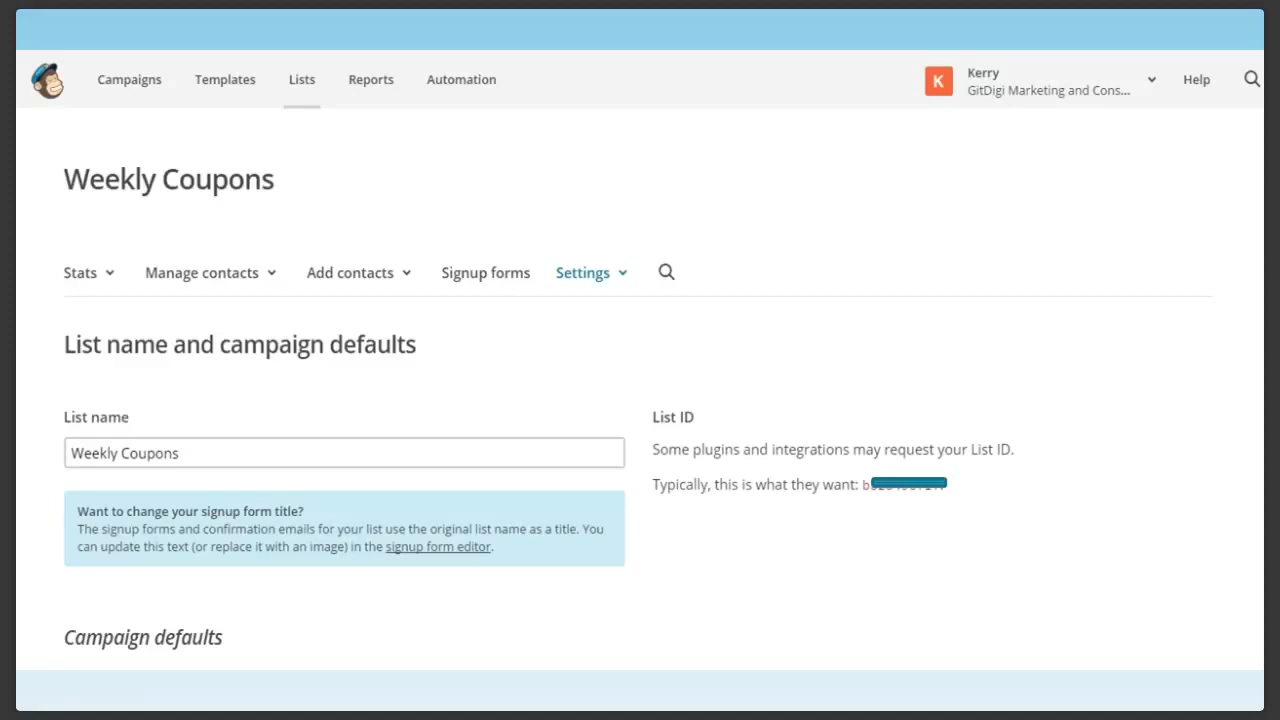 Campaigns Templates Lists Reports Automation
K Kerry Help
GitDigi Marketing and Cons...
Weekly Coupons
Stats Manage contacts Add contacts Signup forms Settings
List name and campaign defaults
List name
Weekly Coupons
Want to change your signup form title?
The signup forms and confirmation emails for your list use the original list name as a title. You
can update this text (or replace it with an image) in the signup form editor.
List ID
Some plugins and integrations may request your List ID.
Typically, this is what they want:
Campaign defaults